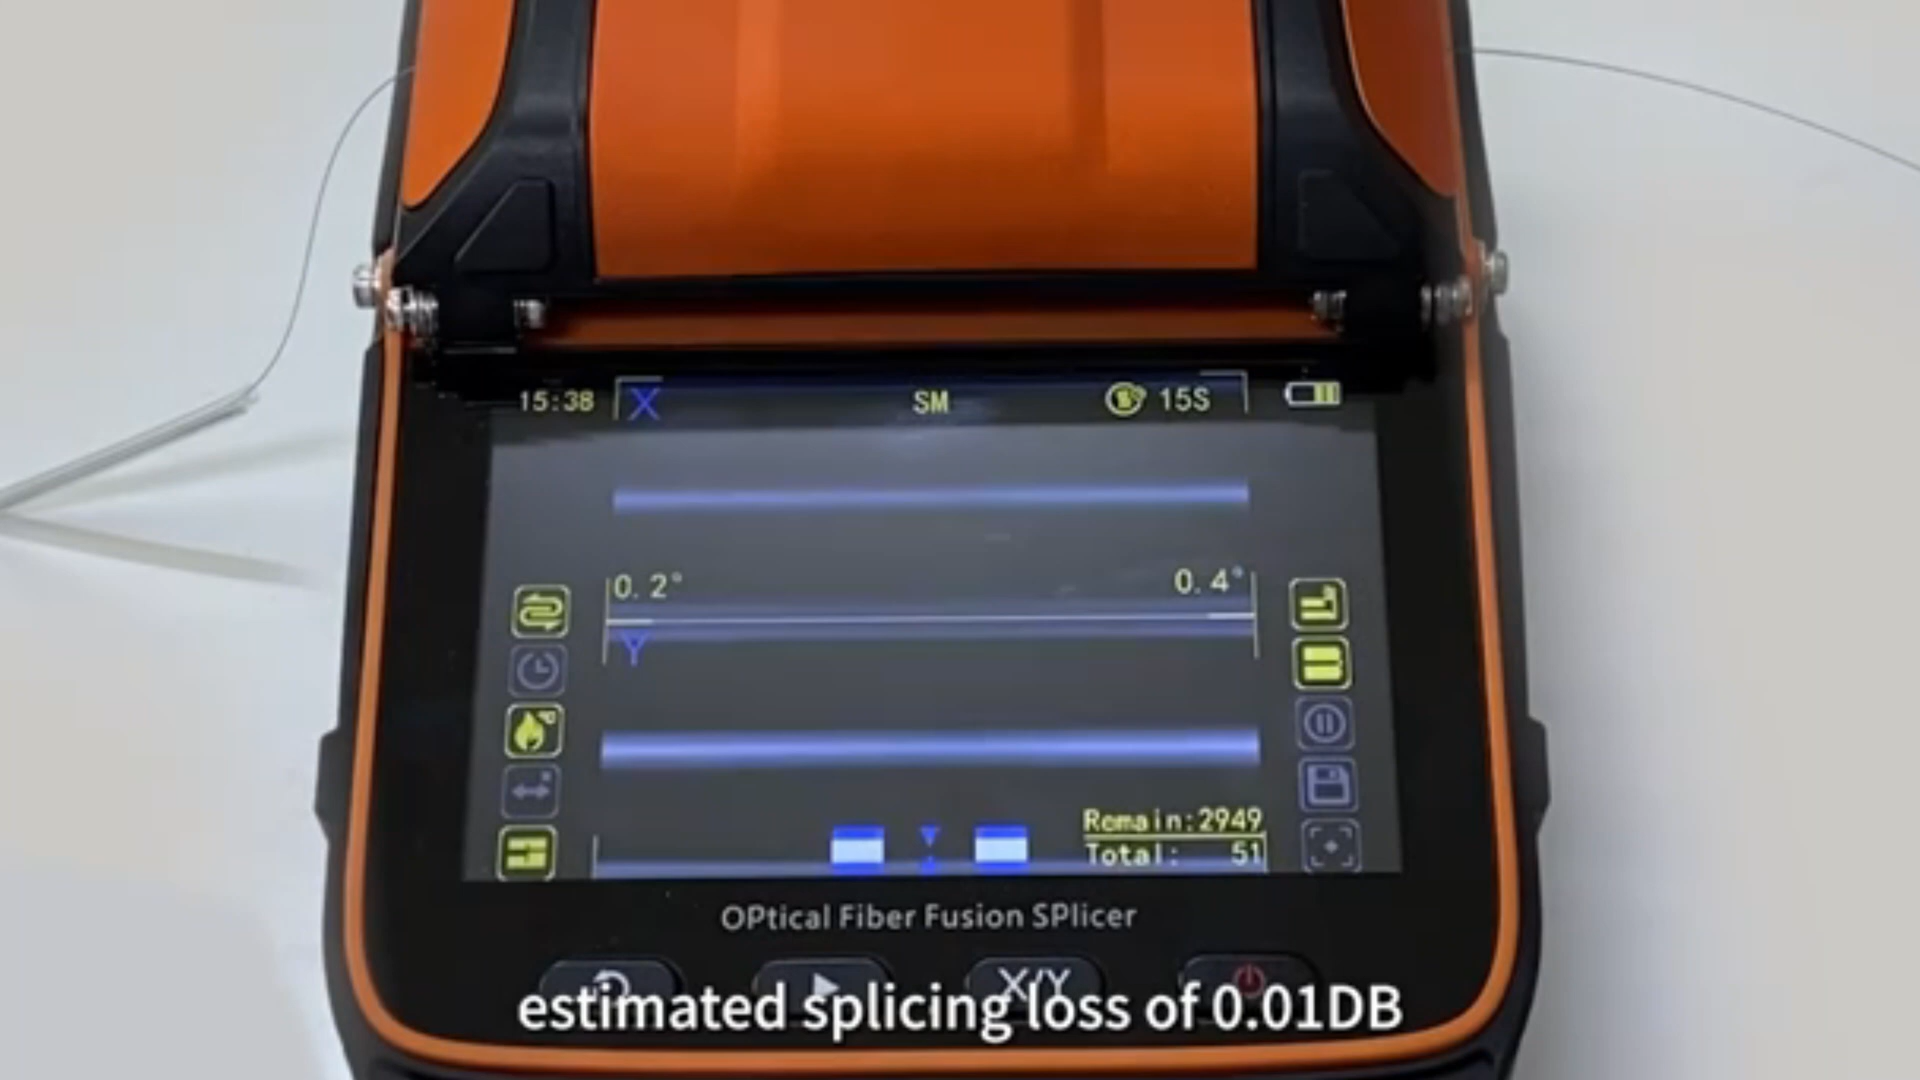 15:38 X SM 15S
0.2° 0.4°
Y
Remain:2949
Total: 51
OPtical Fiber Fusion SPlicer
X/Y
estimated splicing loss of 0.01DB